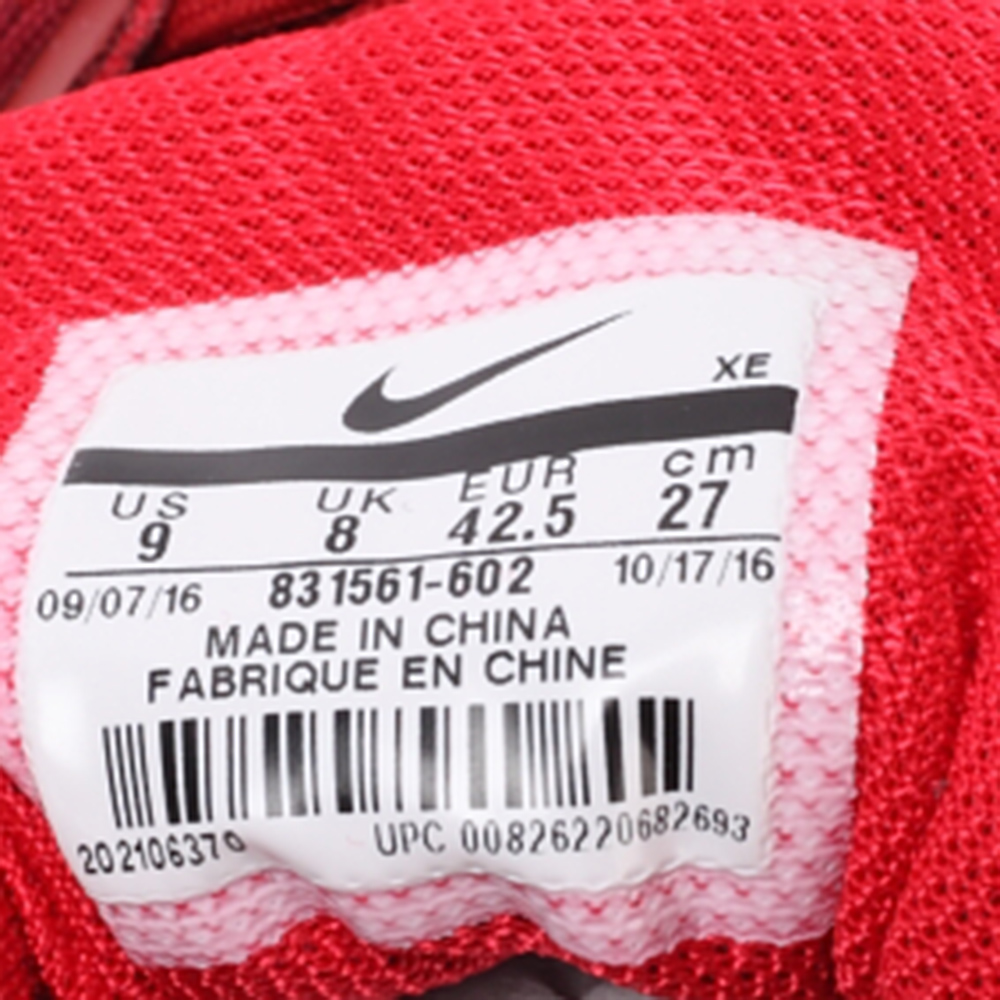 XE
US UK EUR cm
9 8 42.5 27
09/07/16 831561-602 10/17/16
MADE IN CHINA
FABRIQUE EN CHINE
2021063790 UPC 00826220682693